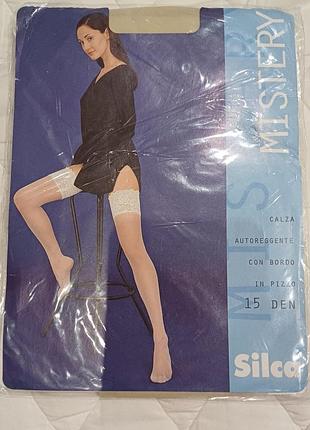 MISTERY
CALZA
AUTOREGGENTE
CON BORDO
IN PIZZO
15 DEN
Silca